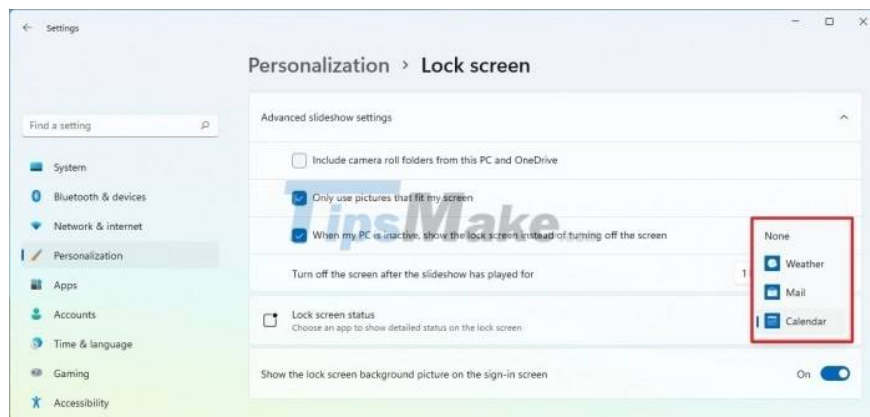 Settings
Personalization > Lock screen
Find a setting
System
Bluetooth & devices
Network & internet
Personalization
Apps
Accounts
Time & language
Gaming
Accessibility
Advanced slideshow settings
Include camera roll folders from this PC and OneDrive
Only use pictures that fit my screen
When my PC is inactive, show the lock screen instead of turning off the screen
Turn off the screen after the slideshow has played for
1
Lock screen status
Choose an app to show detailed status on the lock screen
None
Weather
Mail
Calendar
Show the lock screen background picture on the sign-in screen
On
TipsMake